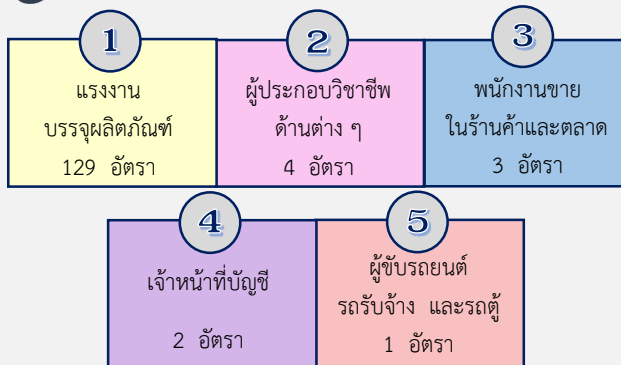 1
แรงงาน
บรรจุผลิตภัณฑ์
129 อัตรา
2
ผู้ประกอบวิชาชีพ
ด้านต่าง ๆ
4 อัตรา
3
พนักงานขาย
ในร้านค้าและตลาด
3 อัตรา
4
เจ้าหน้าที่บัญชี
2 อัตรา
5
ผู้ขับรถยนต์
รถรับจ้าง และรถตู้
1 อัตรา